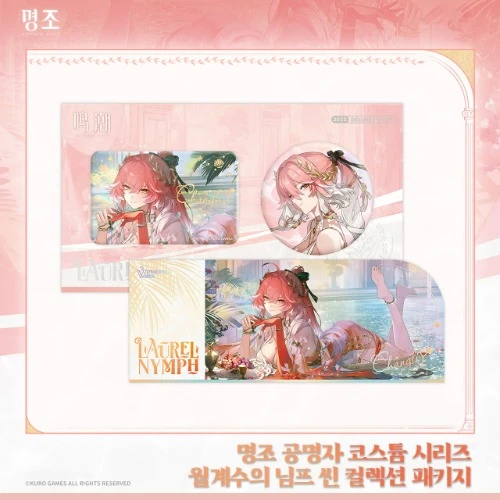 명조
鳴潮
LAUREL
LAUREL
NYMPH
명조 공명자 코스튬 시리즈
월계수의 님프 씬 컬렉션 패키지
©KURO GAMES ALL RIGHTS RESERVED